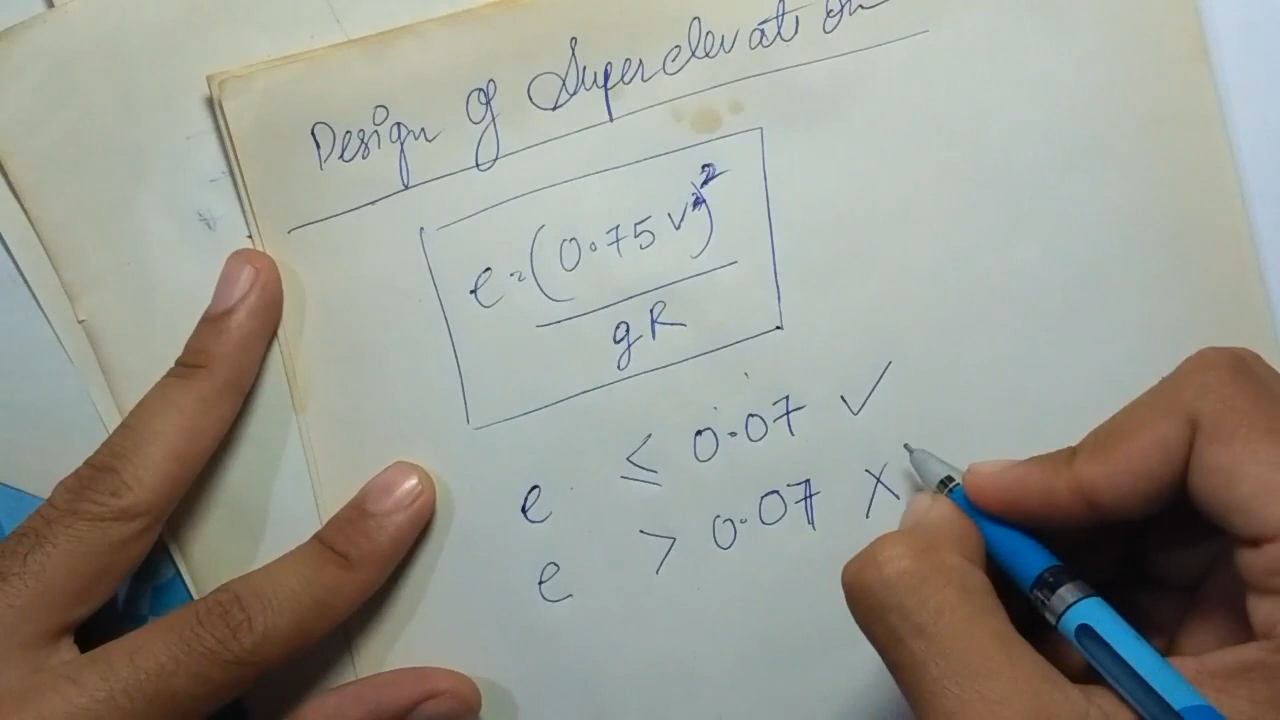 Design of Superelevation
e = (0.75 V)²
gR
e ≤ 0.07 ✓
e > 0.07 X